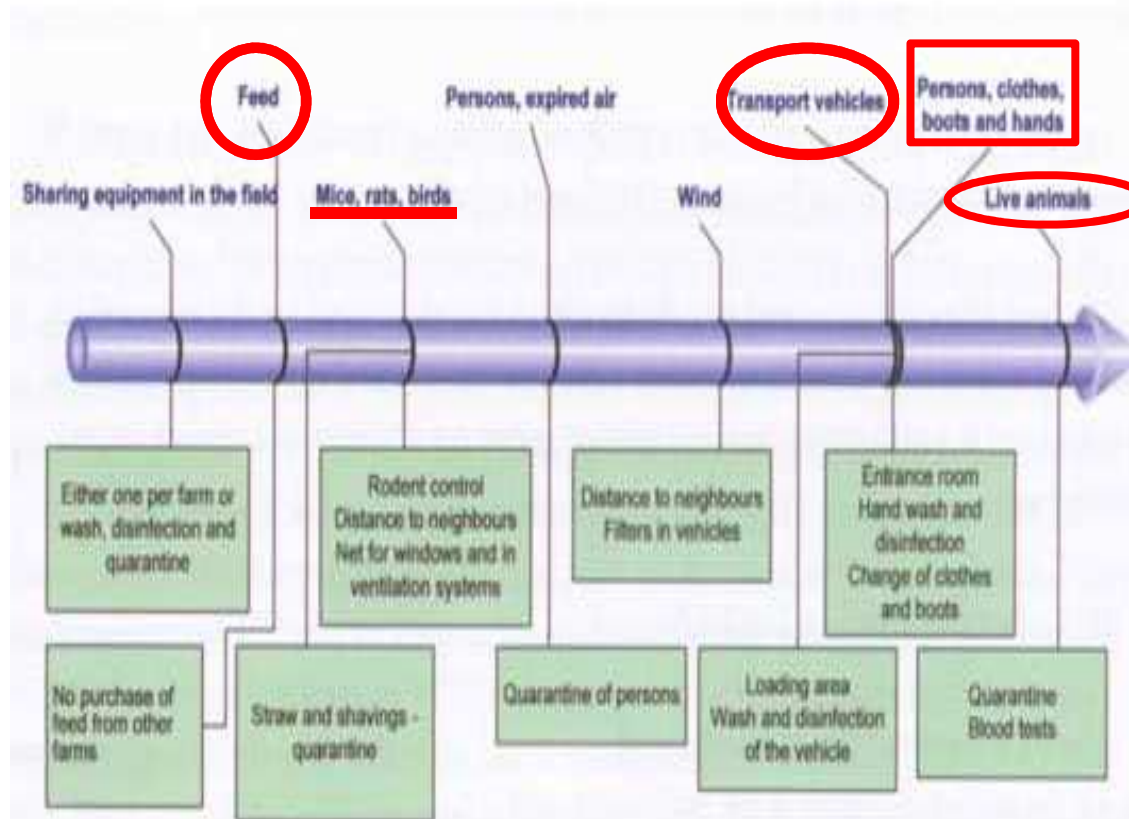 Feed
Persons, expired air
Transport vehicles
Persons, clothes,
boots and hands
Sharing equipment in the field
Mice, rats, birds
Wind
Live animals
Either one per farm or
wash, disinfection and
quarantine
Rodent control
Distance to neighbours
Net for windows and in
ventilation systems
Distance to neighbours
Filters in vehicles
Entrance room
Hand wash and
disinfection
Change of clothes
and boots
No purchase of
feed from other
farms
Straw and shavings -
quarantine
Quarantine of persons
Loading area
Wash and disinfection
of the vehicle
Quarantine
Blood tests